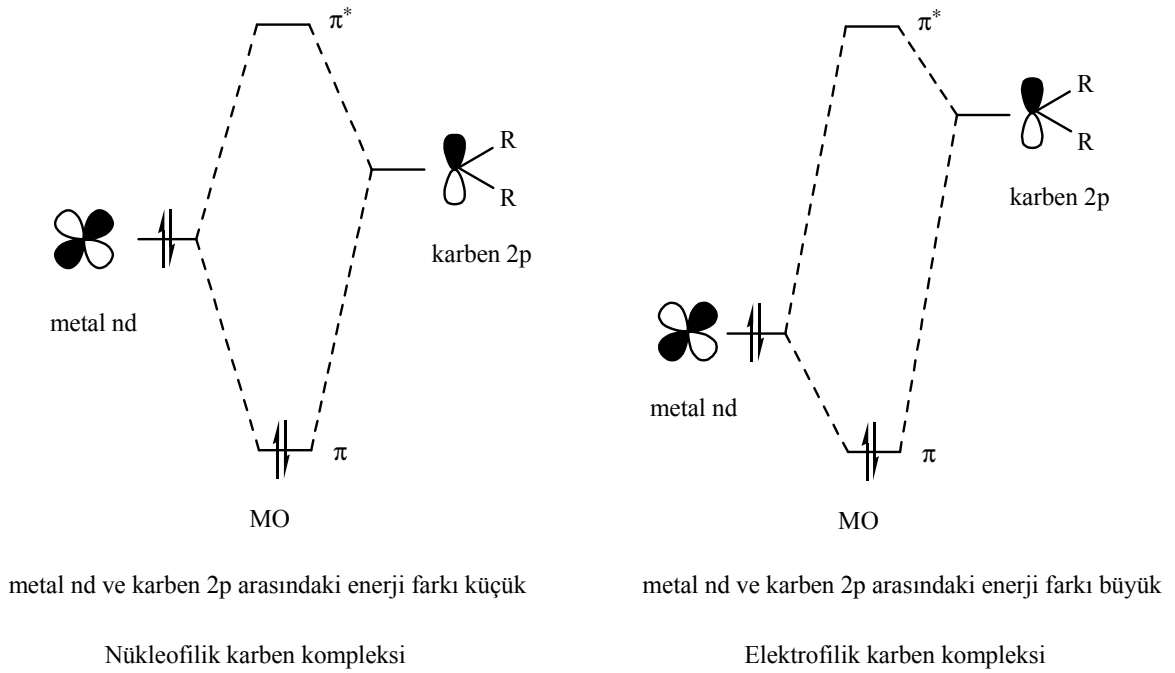 π*
R
R
karben 2p
metal nd
π
MO
metal nd ve karben 2p arasındaki enerji farkı küçük
Nükleofilik karben kompleksi
π*
R
R
karben 2p
metal nd
π
MO
metal nd ve karben 2p arasındaki enerji farkı büyük
Elektrofilik karben kompleksi